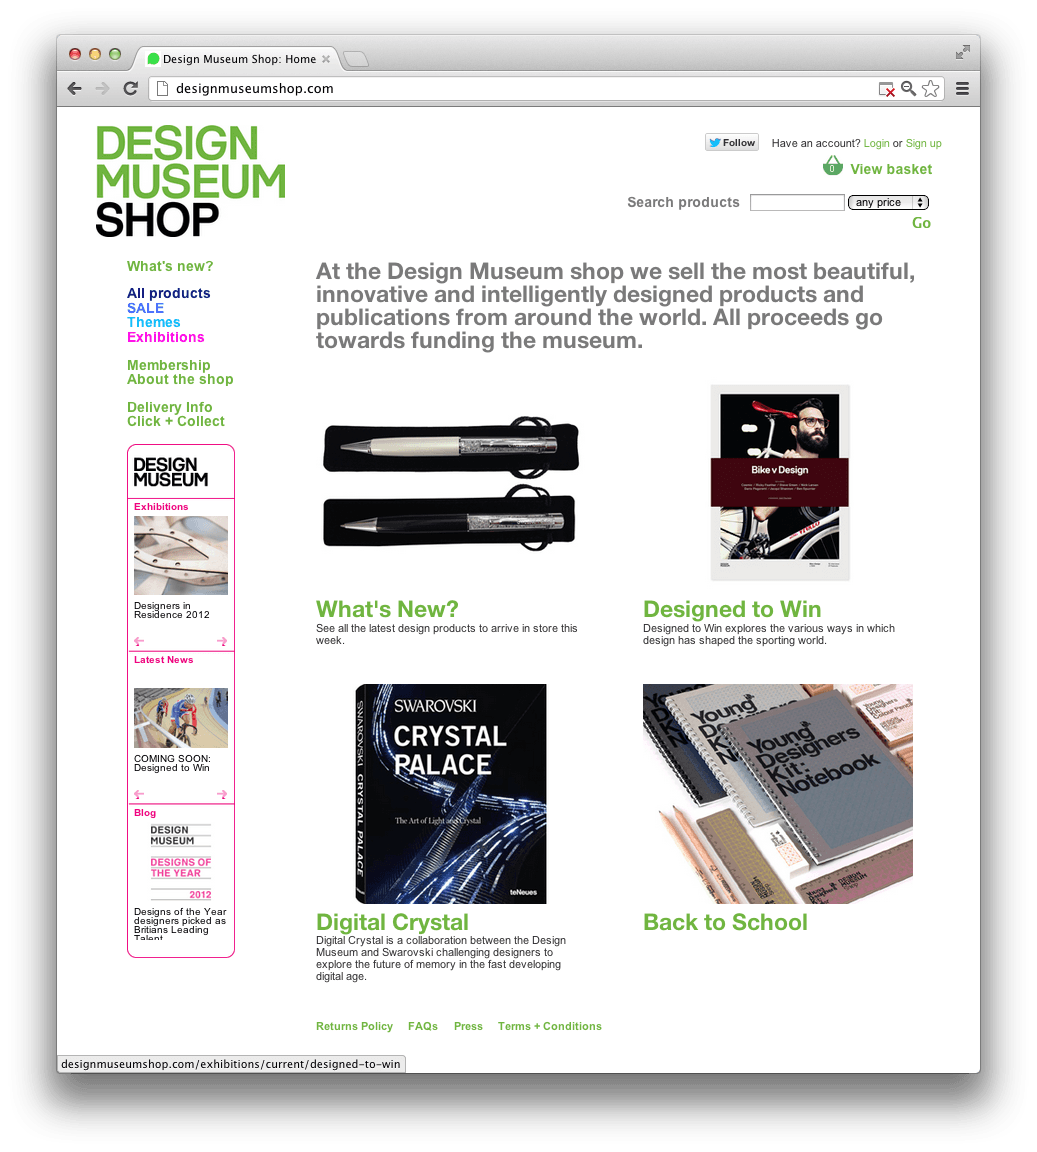 Design Museum Shop: Home
designmuseumshop.com
DESIGN
MUSEUM
SHOP
Follow
Have an account? Login or Sign up
0
View basket
Search products
any price
Go
What's new?
All products
SALE
Themes
Exhibitions
Membership
About the shop
Delivery Info
Click + Collect
DESIGN
MUSEUM
Exhibitions
Designers in
Residence 2012
Latest News
COMING SOON:
Designed to Win
Blog
DESIGN
MUSEUM
DESIGNS OF
THE YEAR
2012
Designs of the Year
designers picked as
Britians Leading
Talent
At the Design Museum shop we sell the most beautiful,
innovative and intelligently designed products and
publications from around the world. All proceeds go
towards funding the museum.
Bike v Design
What's New?
See all the latest design products to arrive in store this
week.
Designed to Win
Designed to Win explores the various ways in which
design has shaped the sporting world.
SWAROVSKI
CRYSTAL
PALACE
The Art of Light and Crystal
teNeues
SWAROVSKI CRYSTAL PALACE
Young
Designers
Kit:
Notebook
Digital Crystal
Digital Crystal is a collaboration between the Design
Museum and Swarovski challenging designers to
explore the future of memory in the fast developing
digital age.
Back to School
Returns Policy
FAQs
Press
Terms + Conditions
designmuseumshop.com/exhibitions/current/designed-to-win